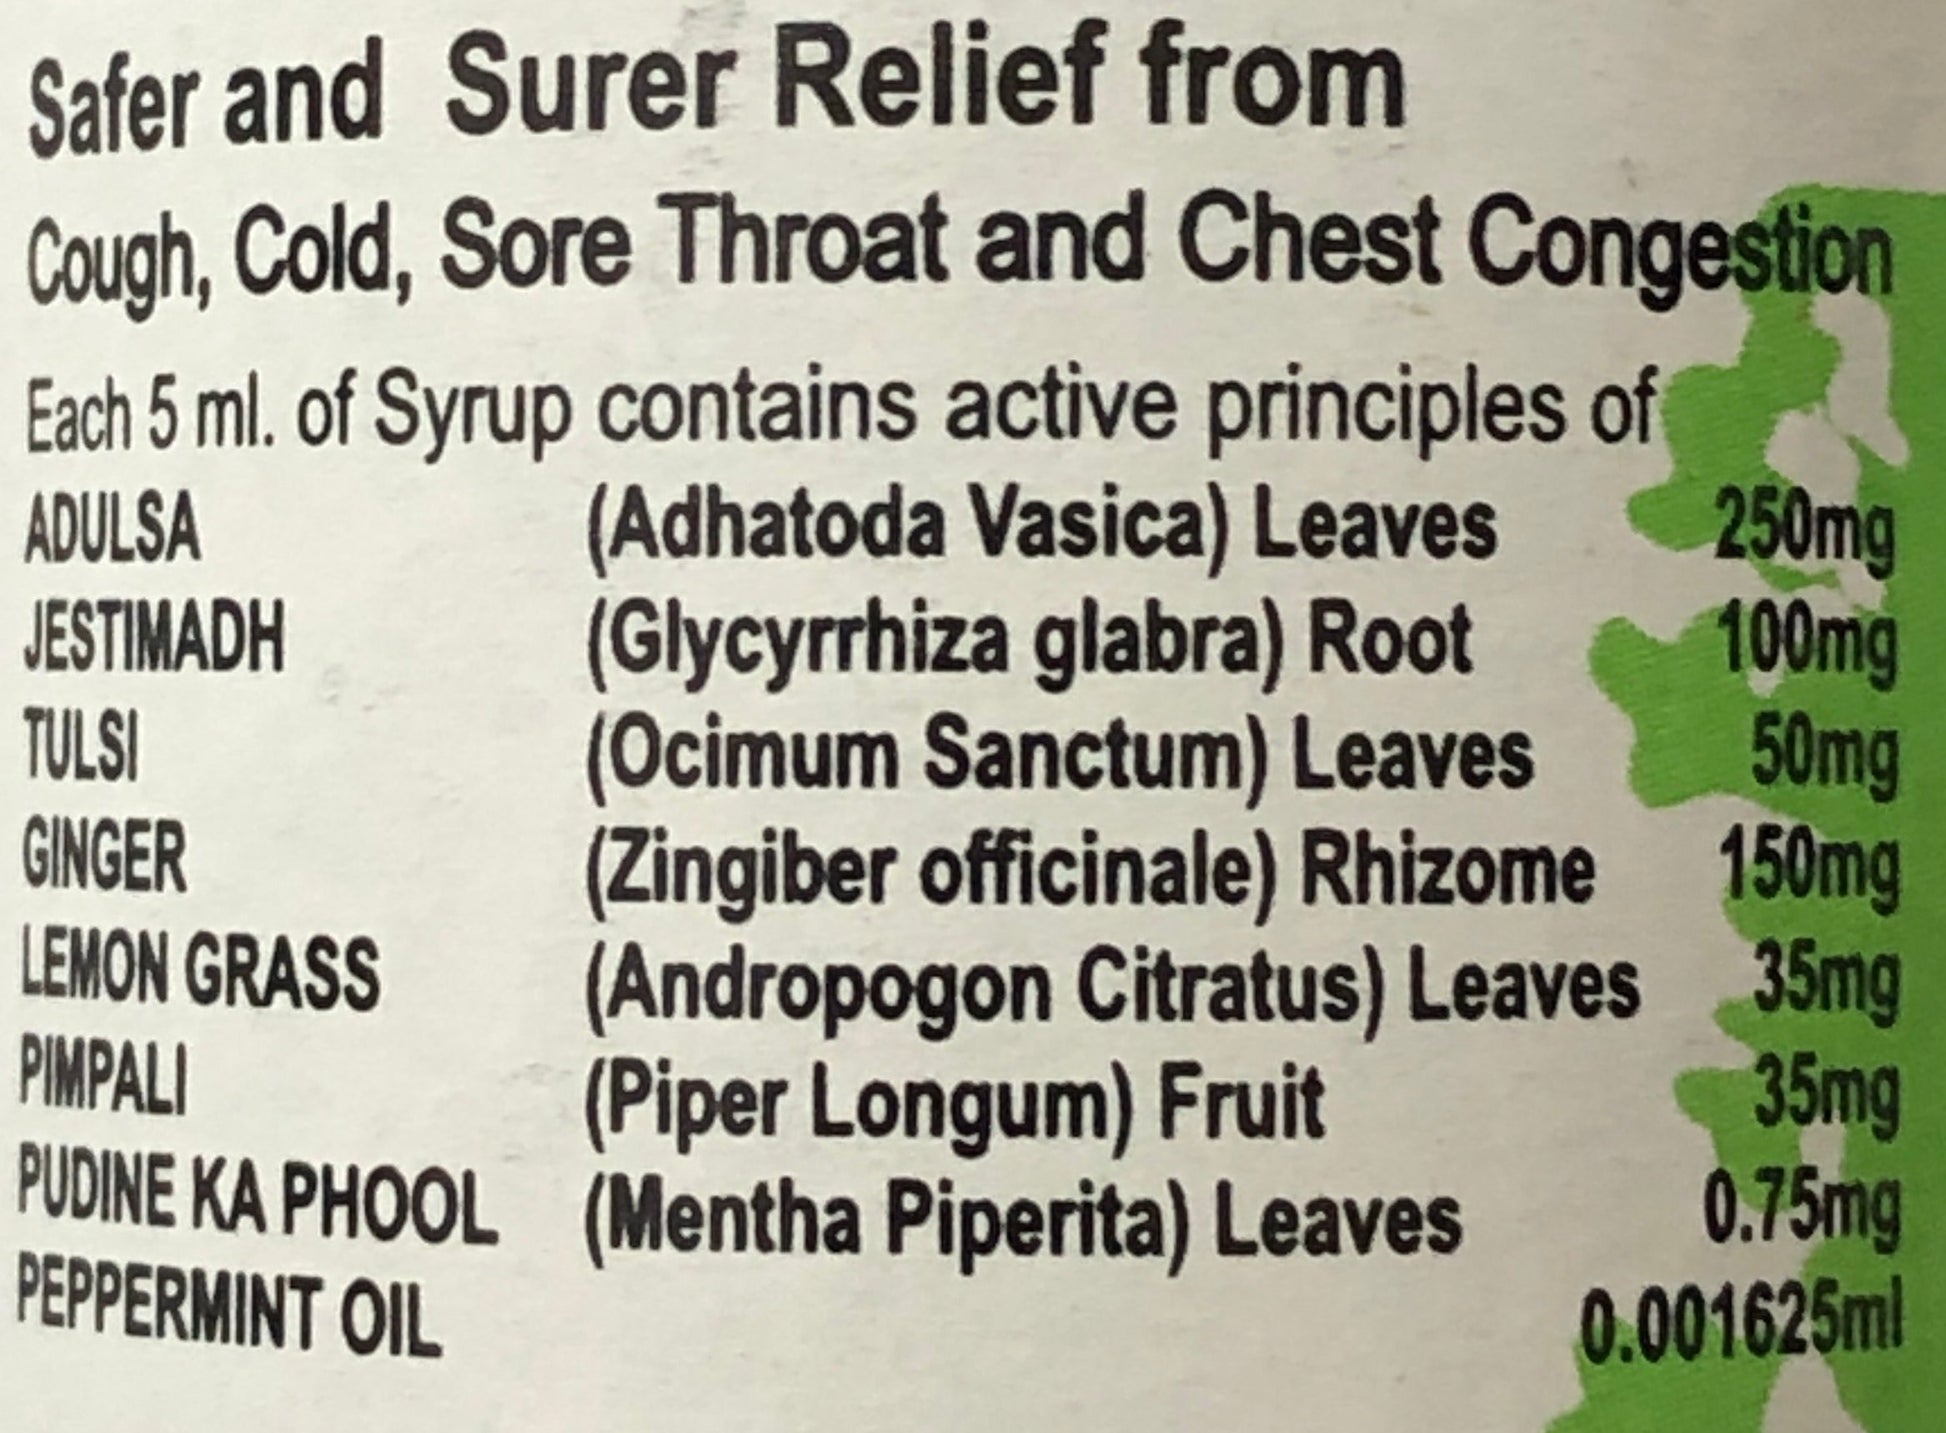 Safer and Surer Relief from
Cough, Cold, Sore Throat and Chest Congestion
Each 5 ml. of Syrup contains active principles of
ADULSA (Adhatoda Vasica) Leaves 250mg
JESTIMADH (Glycyrrhiza glabra) Root 100mg
TULSI (Ocimum Sanctum) Leaves 50mg
GINGER (Zingiber officinale) Rhizome 150mg
LEMON GRASS (Andropogon Citratus) Leaves 35mg
PIMPALI (Piper Longum) Fruit 35mg
PUDINE KA PHOOL (Mentha Piperita) Leaves 0.75mg
PEPPERMINT OIL 0.001625ml